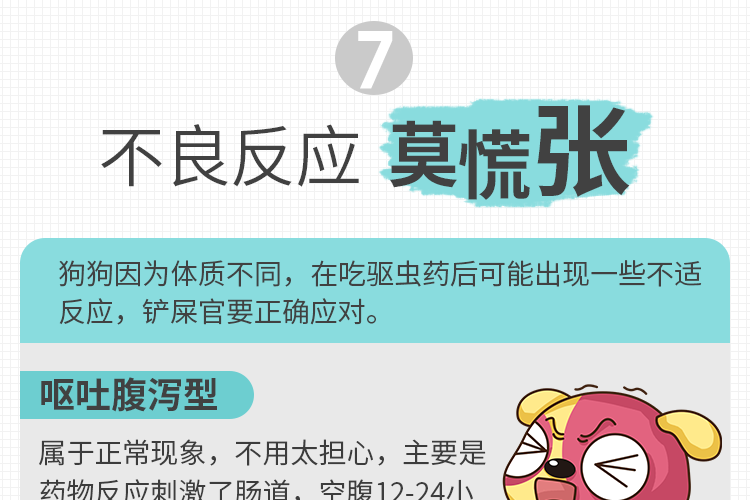 7
不良反应 莫慌张
狗狗因为体质不同，在吃驱虫药后可能出现一些不适
反应，铲屎官要正确应对。
呕吐腹泻型
属于正常现象，不用太担心，主要是
药物反应刺激了肠道，空腹12-24小